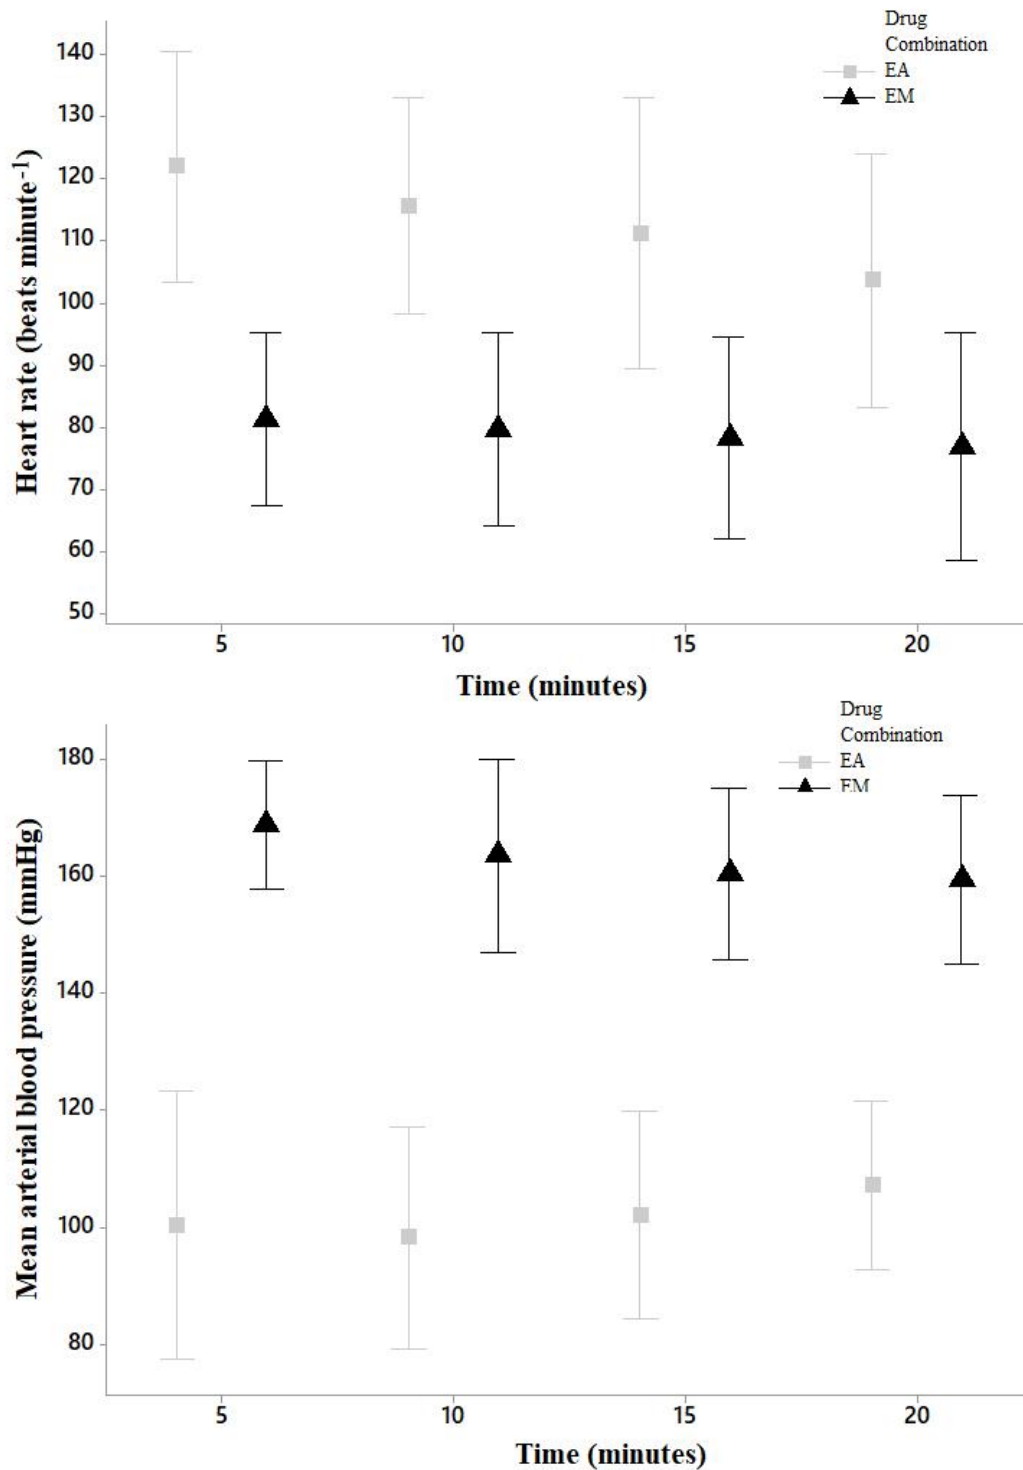 Drug
Combination
EA
EM
140
130
120
110
100
90
80
70
60
50
Heart rate (beats minute⁻¹)
5 10 15 20
Time (minutes)
Drug
Combination
EA
EM
180
160
140
120
100
80
Mean arterial blood pressure (mmHg)
5 10 15 20
Time (minutes)